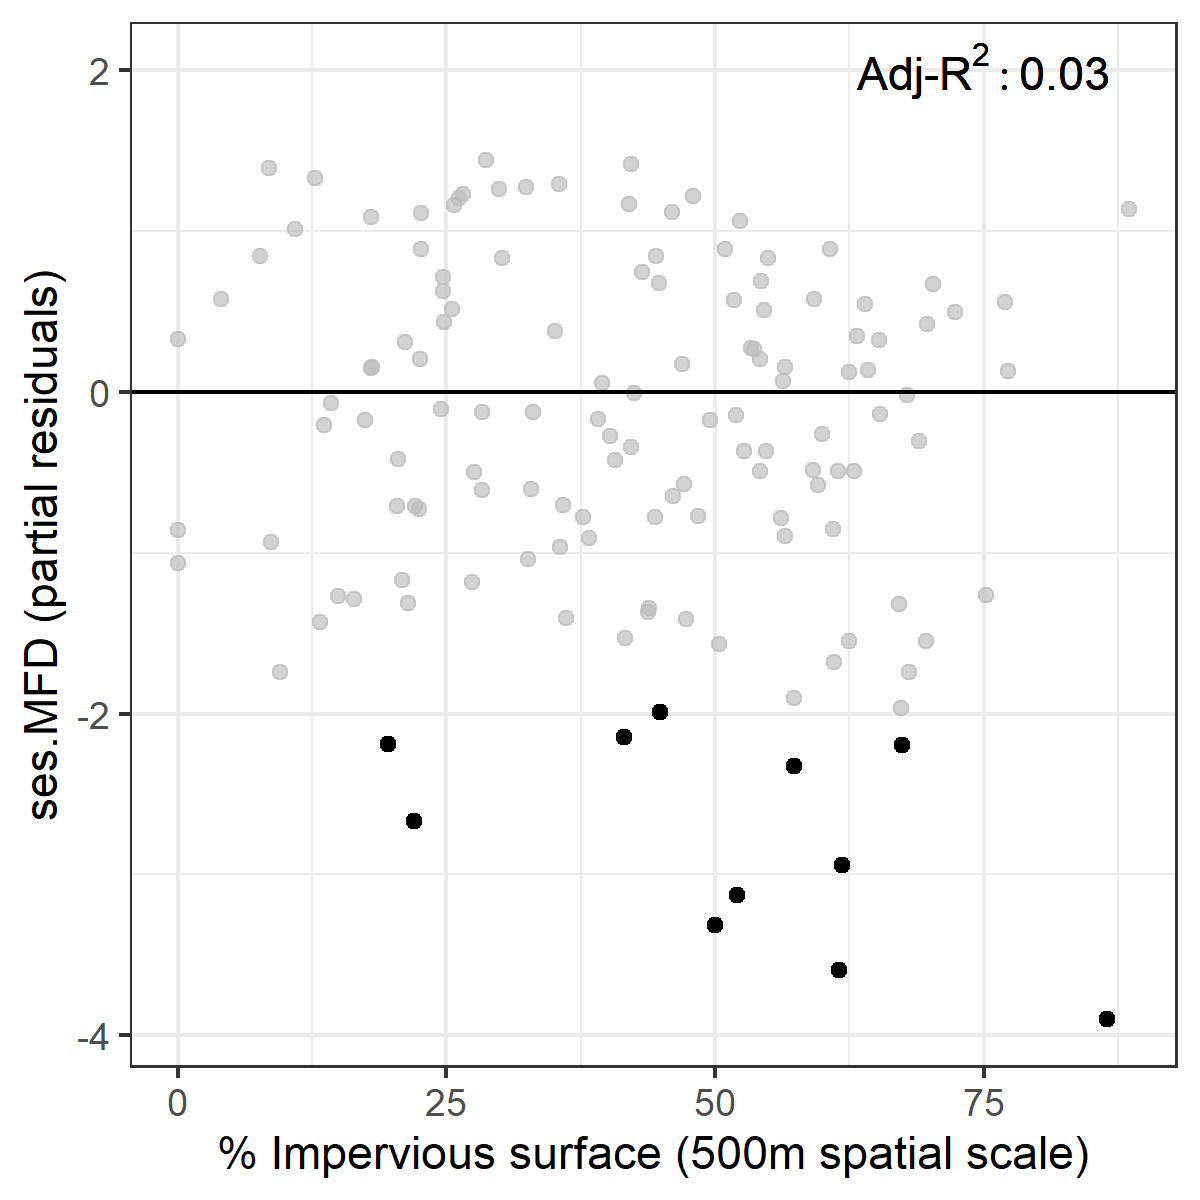 Adj-R² : 0.03
ses.MFD (partial residuals)
2
0
-2
-4
0 25 50 75
% Impervious surface (500m spatial scale)